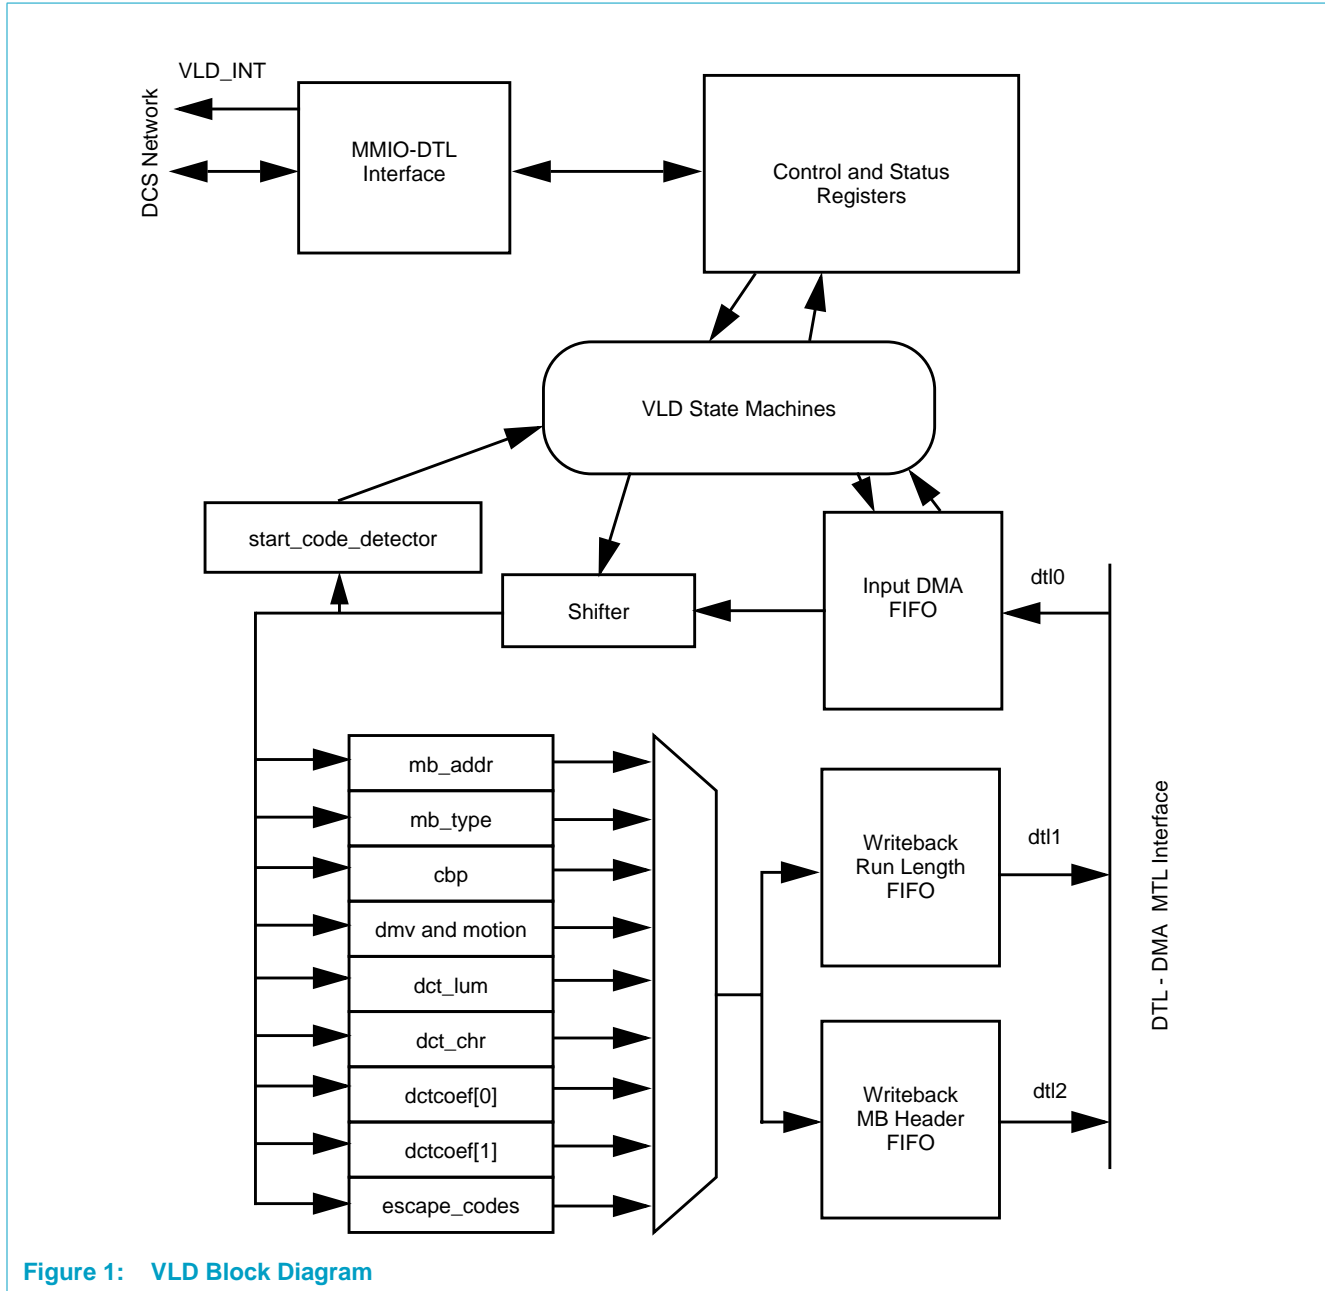 VLD_INT
DCS Network
MMIO-DTL
Interface
Control and Status
Registers
VLD State Machines
start_code_detector
Shifter
Input DMA
FIFO
dtl0
mb_addr
mb_type
cbp
dmv and motion
dct_lum
dct_chr
dctcoef[0]
dctcoef[1]
escape_codes
Writeback
Run Length
FIFO
dtl1
Writeback
MB Header
FIFO
dtl2
DTL - DMA MTL Interface
Figure 1: VLD Block Diagram